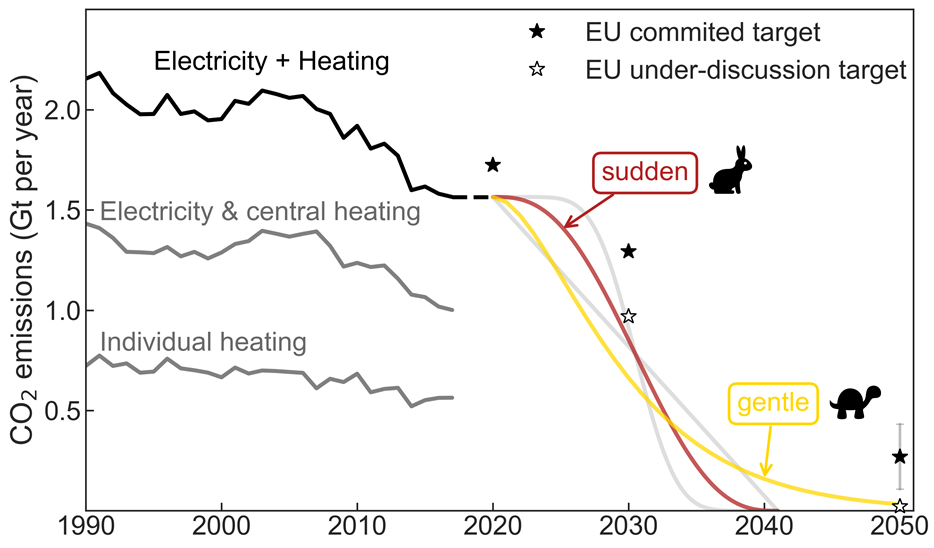 EU commited target
EU under-discussion target
Electricity + Heating
sudden
Electricity & central heating
Individual heating
gentle
CO₂ emissions (Gt per year)
2.0
1.5
1.0
0.5
1990 2000 2010 2020 2030 2040 2050